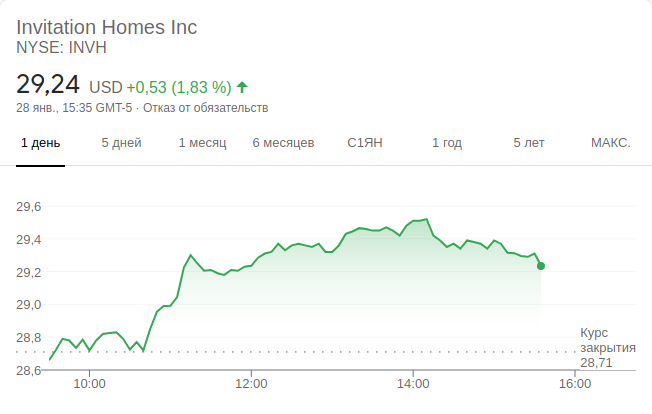 Invitation Homes Inc
NYSE: INVH
29,24 USD +0,53 (1,83 %)
28 янв., 15:35 GMT-5 · Отказ от обязательств
1 день 5 дней 1 месяц 6 месяцев С1ЯН 1 год 5 лет МАКС.
29,6
29,4
29,2
29,0
28,8
28,6
Курс
закрытия
28,71
10:00 12:00 14:00 16:00